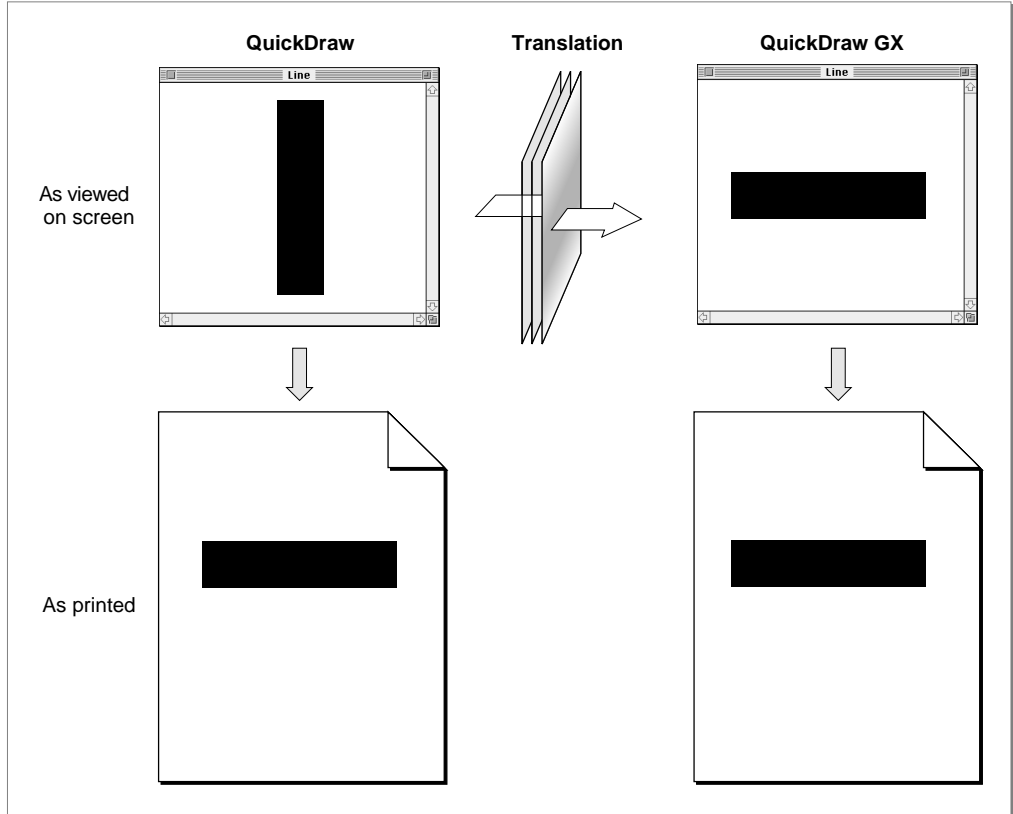 QuickDraw
Translation
QuickDraw GX
Line
Line
As viewed
on screen
As printed